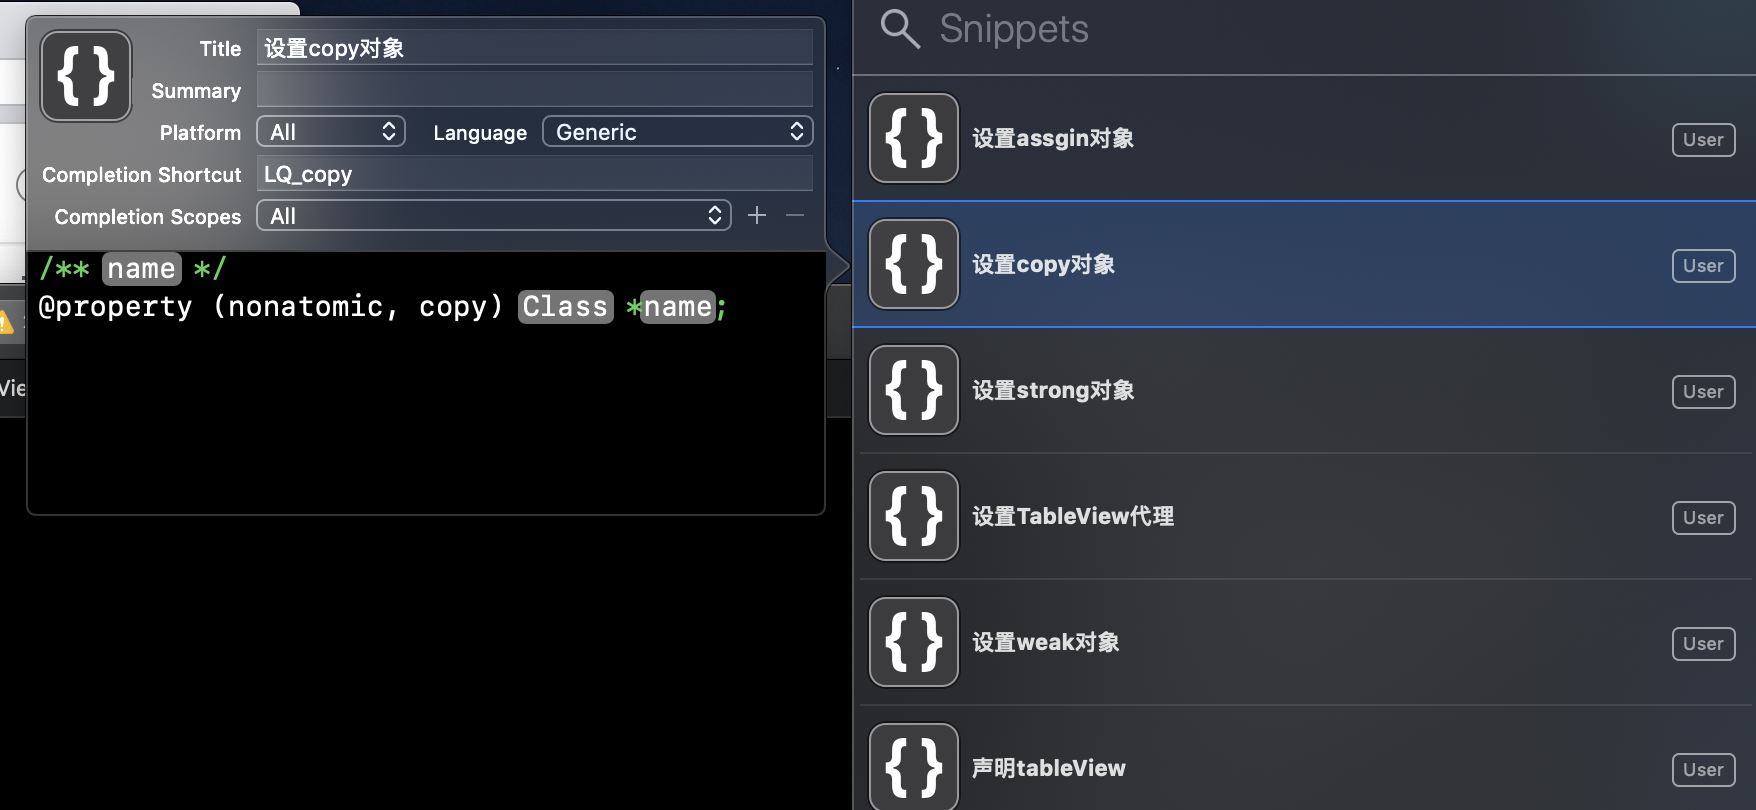 Title 设置copy对象
Summary
Platform All Language Generic
Completion Shortcut LQ_copy
Completion Scopes All
/** name */
@property (nonatomic, copy) Class *name;
Vie
Snippets
{} 设置assgin对象 User
{} 设置copy对象 User
{} 设置strong对象 User
{} 设置TableView代理 User
{} 设置weak对象 User
{} 声明tableView User